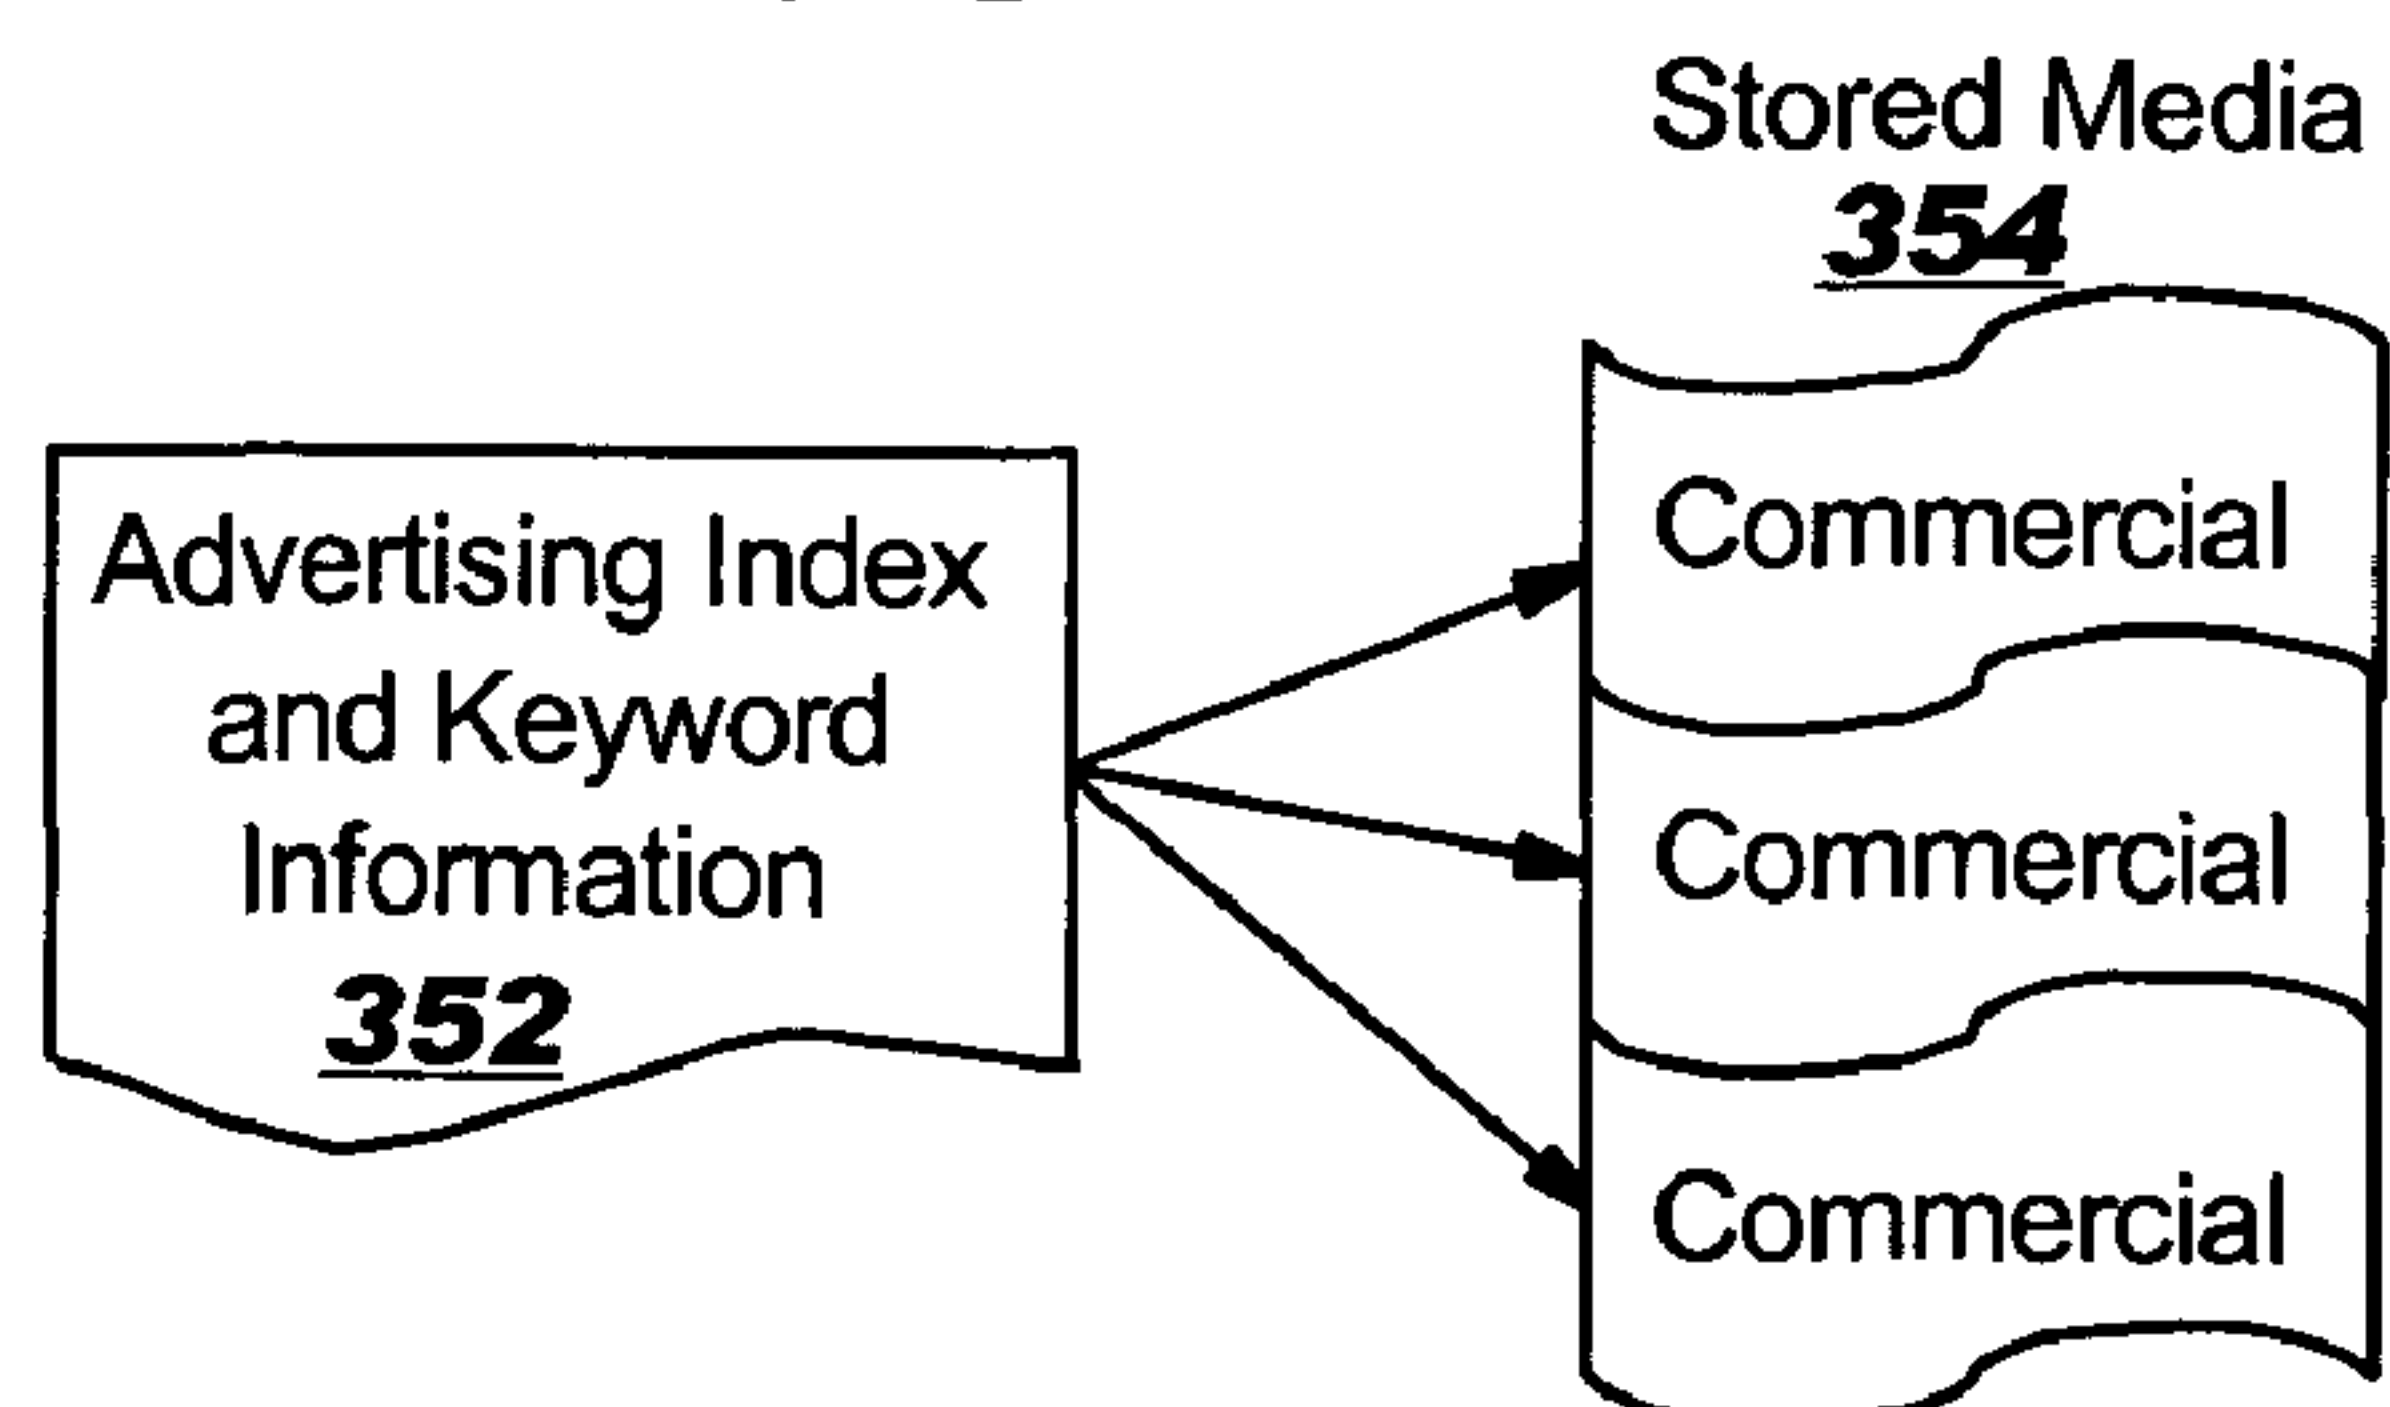 Stored Media
354
Advertising Index
and Keyword
Information
352
Commercial
Commercial
Commercial